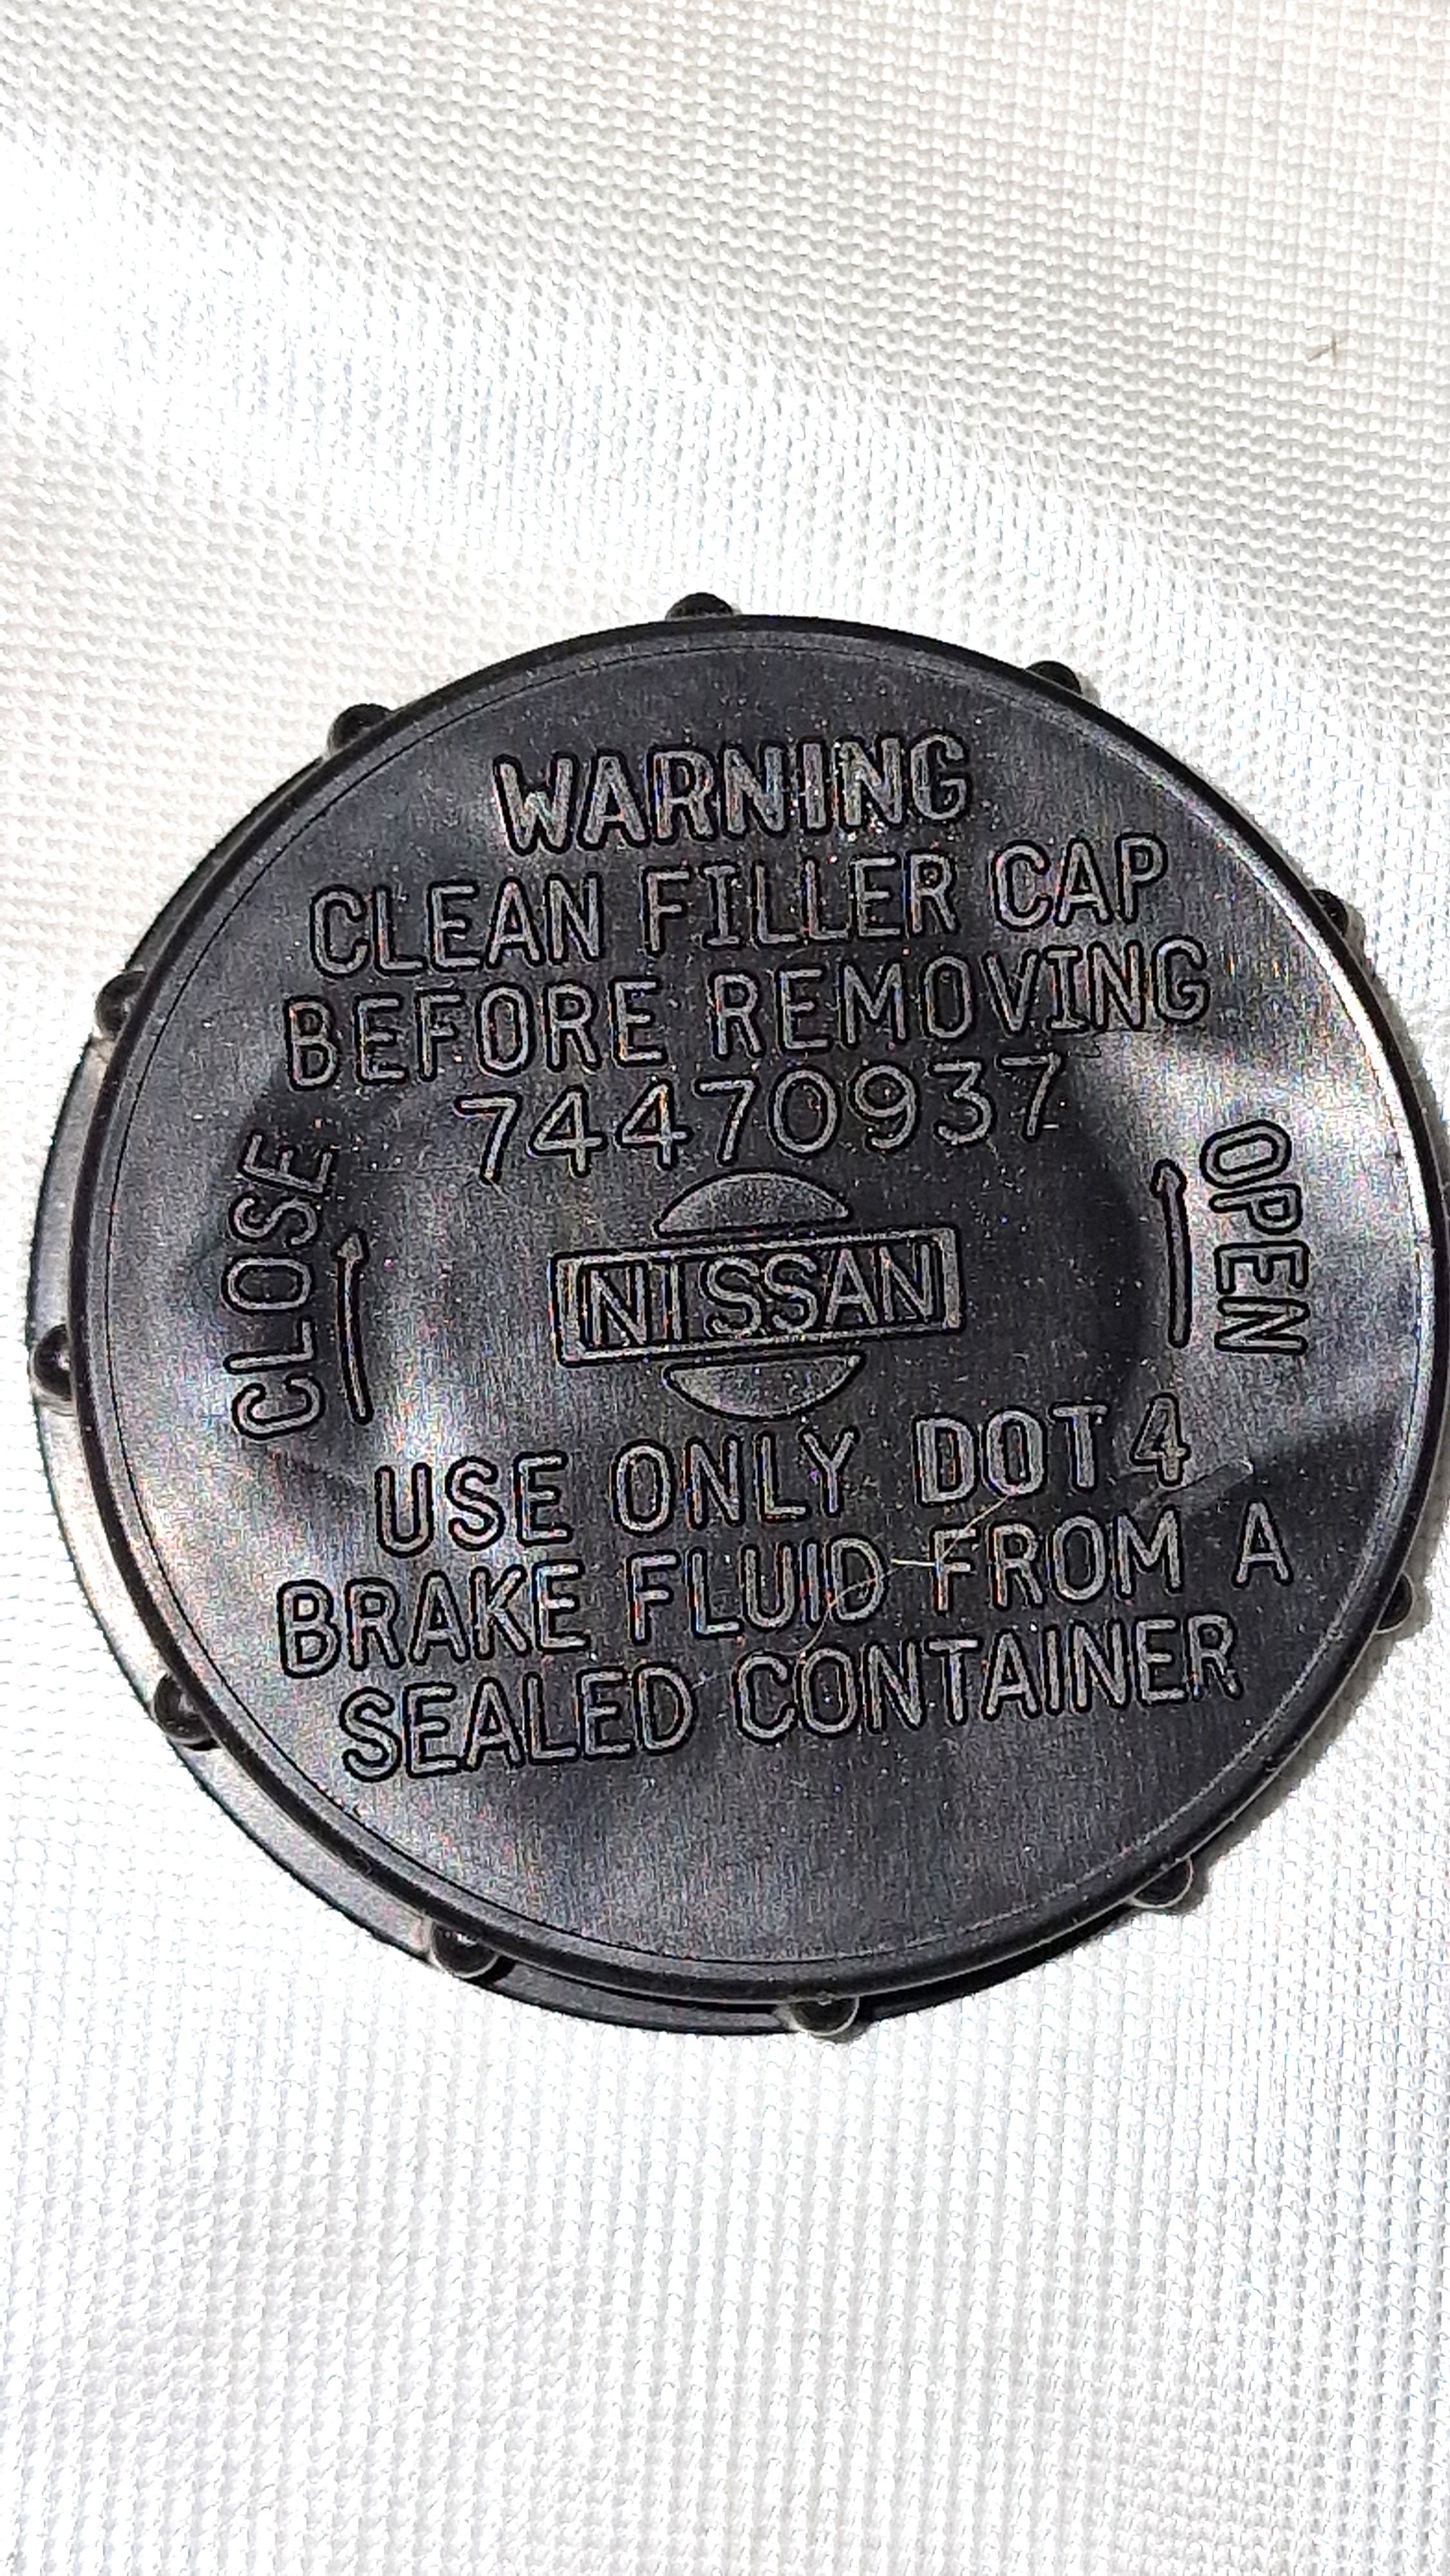 WARNING
CLEAN FILLER CAP
BEFORE REMOVING
74470937
CLOSE
OPEN
NISSAN
USE ONLY DOT 4
BRAKE FLUID FROM A
SEALED CONTAINER